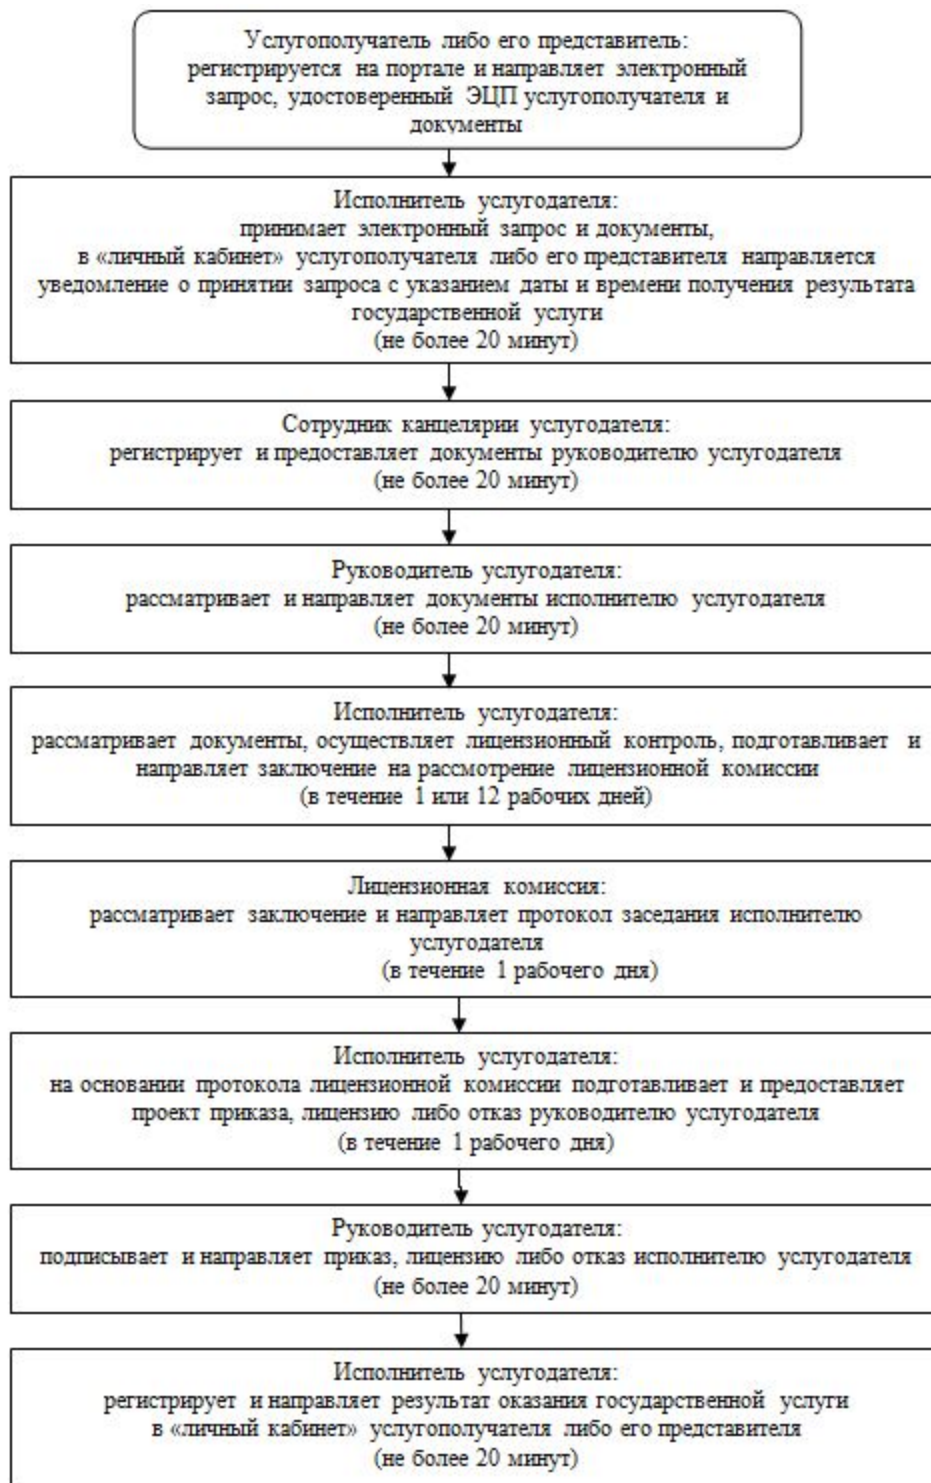 Услугополучатель либо его представитель:
регистрируется на портале и направляет электронный
запрос, удостоверенный ЭЦП услугополучателя и
документы
Исполнитель услугодателя:
принимает электронный запрос и документы,
в «личный кабинет» услугополучателя либо его представителя направляется
уведомление о принятии запроса с указанием даты и времени получения результата
государственной услуги
(не более 20 минут)
Сотрудник канцелярии услугодателя:
регистрирует и предоставляет документы руководителю услугодателя
(не более 20 минут)
Руководитель услугодателя:
рассматривает и направляет документы исполнителю услугодателя
(не более 20 минут)
Исполнитель услугодателя:
рассматривает документы, осуществляет лицензионный контроль, подготавливает и
направляет заключение на рассмотрение лицензионной комиссии
(в течение 1 или 12 рабочих дней)
Лицензионная комиссия:
рассматривает заключение и направляет протокол заседания исполнителю
услугодателя
(в течение 1 рабочего дня)
Исполнитель услугодателя:
на основании протокола лицензионной комиссии подготавливает и предоставляет
проект приказа, лицензию либо отказ руководителю услугодателя
(в течение 1 рабочего дня)
Руководитель услугодателя:
подписывает и направляет приказ, лицензию либо отказ исполнителю услугодателя
(не более 20 минут)
Исполнитель услугодателя:
регистрирует и направляет результат оказания государственной услуги
в «личный кабинет» услугополучателя либо его представителя
(не более 20 минут)